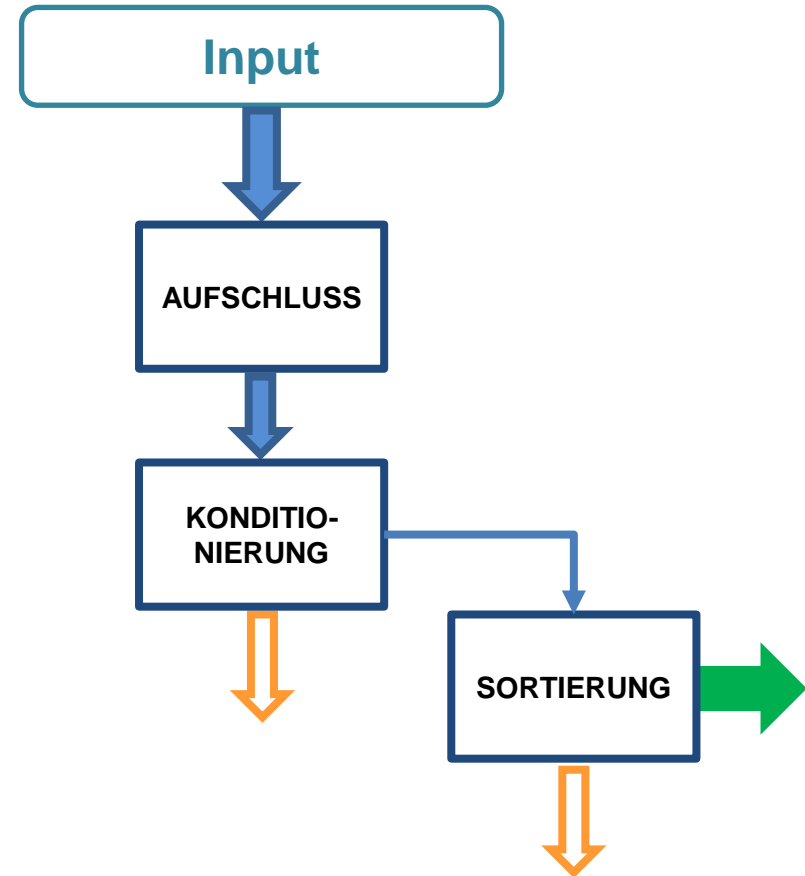 Input
AUFSCHLUSS
KONDITIO-
NIERUNG
SORTIERUNG